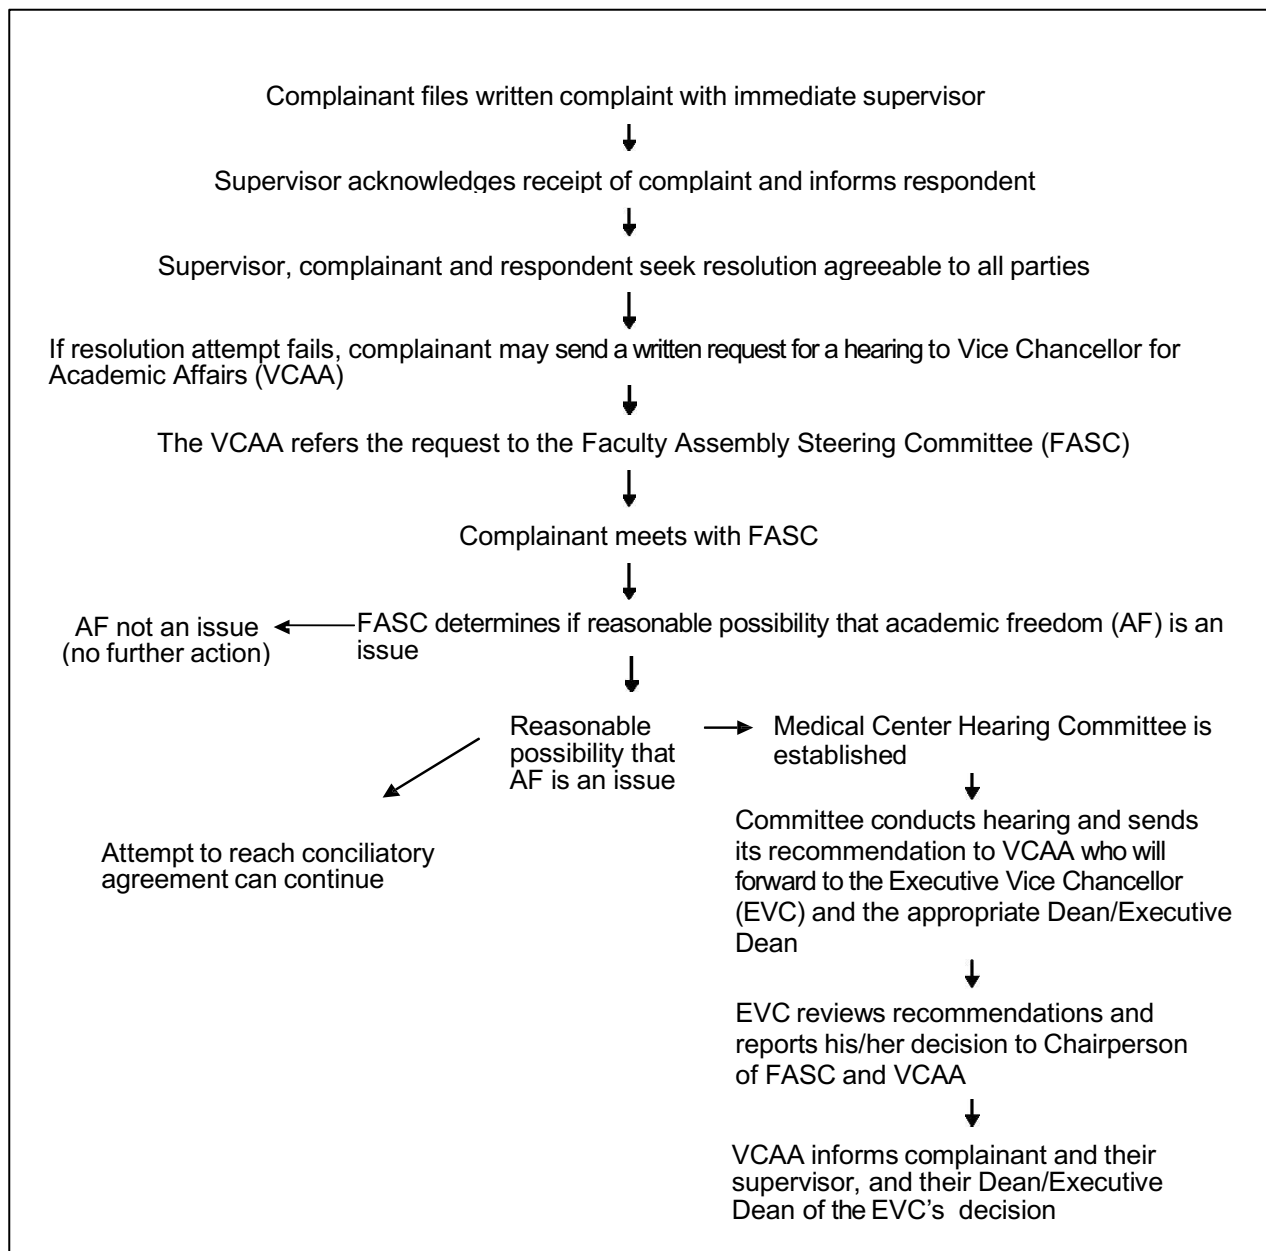 Complainant files written complaint with immediate supervisor
Supervisor acknowledges receipt of complaint and informs respondent
Supervisor, complainant and respondent seek resolution agreeable to all parties
If resolution attempt fails, complainant may send a written request for a hearing to Vice Chancellor for
Academic Affairs (VCAA)
The VCAA refers the request to the Faculty Assembly Steering Committee (FASC)
Complainant meets with FASC
AF not an issue
(no further action)
FASC determines if reasonable possibility that academic freedom (AF) is an
issue
Reasonable
possibility that
AF is an issue
Medical Center Hearing Committee is
established
Attempt to reach conciliatory
agreement can continue
Committee conducts hearing and sends
its recommendation to VCAA who will
forward to the Executive Vice Chancellor
(EVC) and the appropriate Dean/Executive
Dean
EVC reviews recommendations and
reports his/her decision to Chairperson
of FASC and VCAA
VCAA informs complainant and their
supervisor, and their Dean/Executive
Dean of the EVC's decision